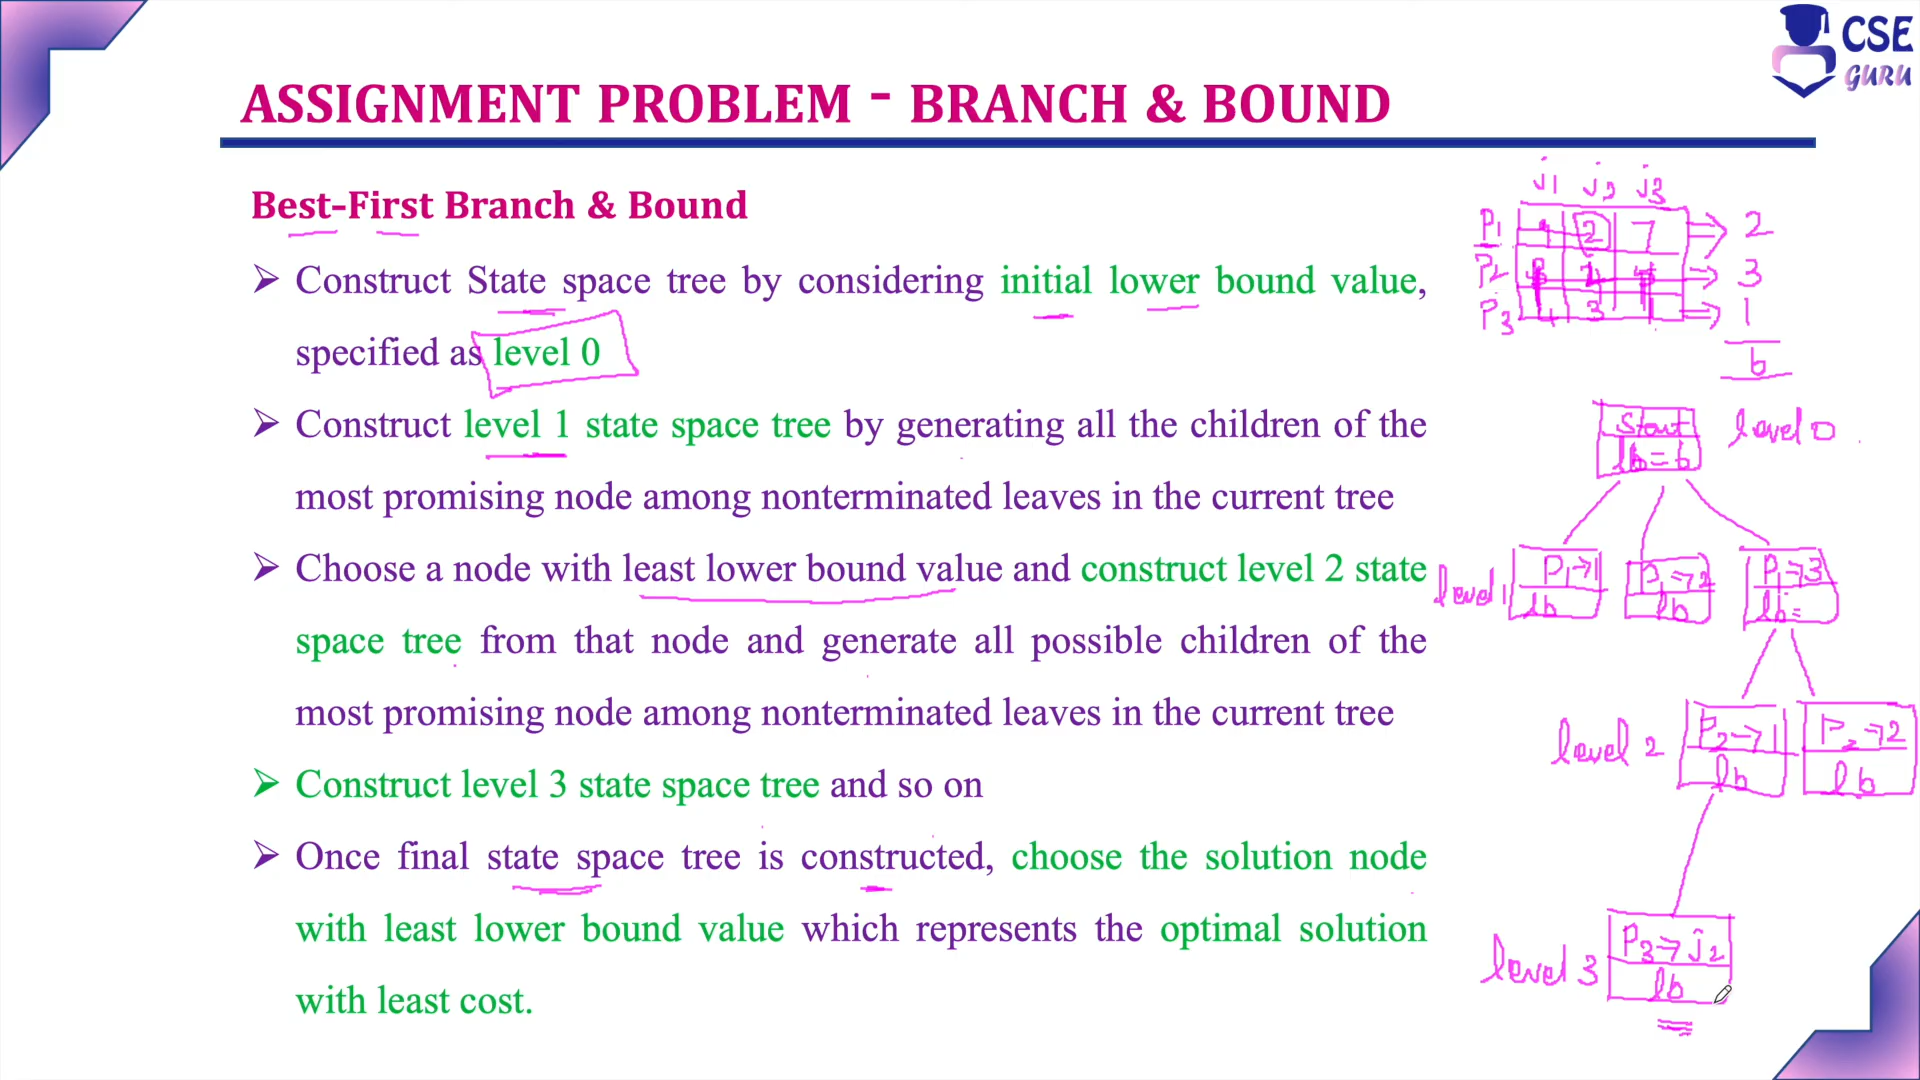 CSE
GURU
ASSIGNMENT PROBLEM - BRANCH & BOUND
Best-First Branch & Bound
➢ Construct State space tree by considering initial lower bound value,
specified as level 0
➢ Construct level 1 state space tree by generating all the children of the
most promising node among nonterminated leaves in the current tree
➢ Choose a node with least lower bound value and construct level 2 state
space tree from that node and generate all possible children of the
most promising node among nonterminated leaves in the current tree
➢ Construct level 3 state space tree and so on
➢ Once final state space tree is constructed, choose the solution node
with least lower bound value which represents the optimal solution
with least cost.
j1 j2 j3
P1 2 7 ⇒ 2
P2 ⇒ 3
P3 4 3 1 ⇒ 1
6
Start level 0
lb = 6
level 1 P1→1 P1→2 P1→3
lb lb lb =
level 2 P2→1 P2→2
lb lb
level 3 P3→j2
lb